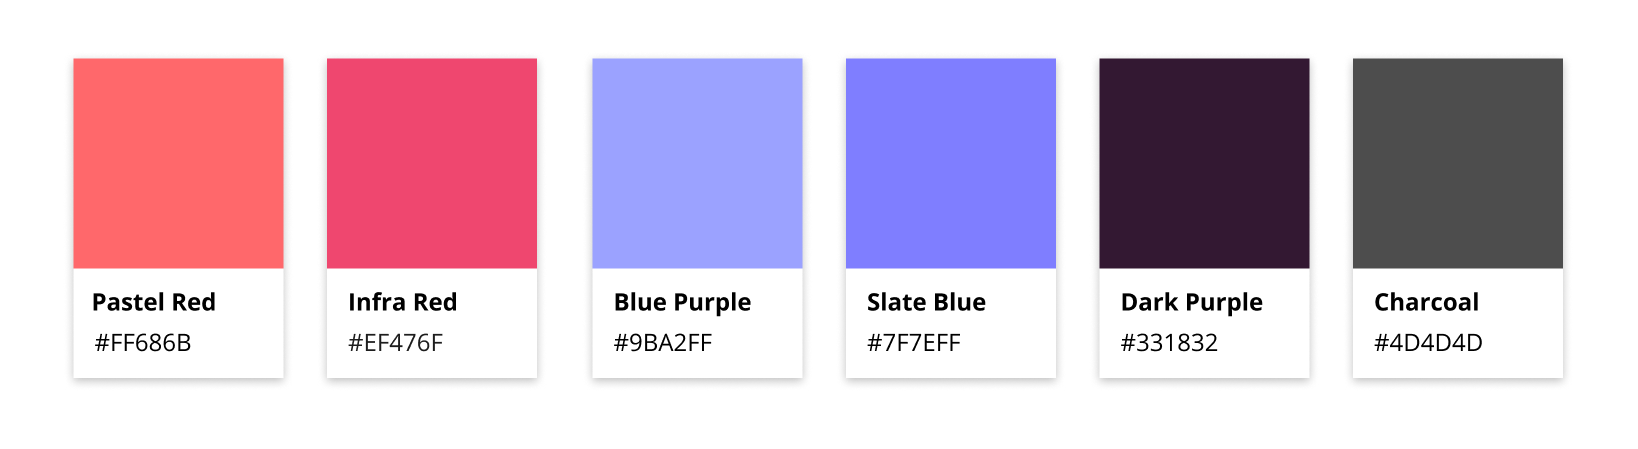 Pastel Red
#FF686B
Infra Red
#EF476F
Blue Purple
#9BA2FF
Slate Blue
#7F7EFF
Dark Purple
#331832
Charcoal
#4D4D4D